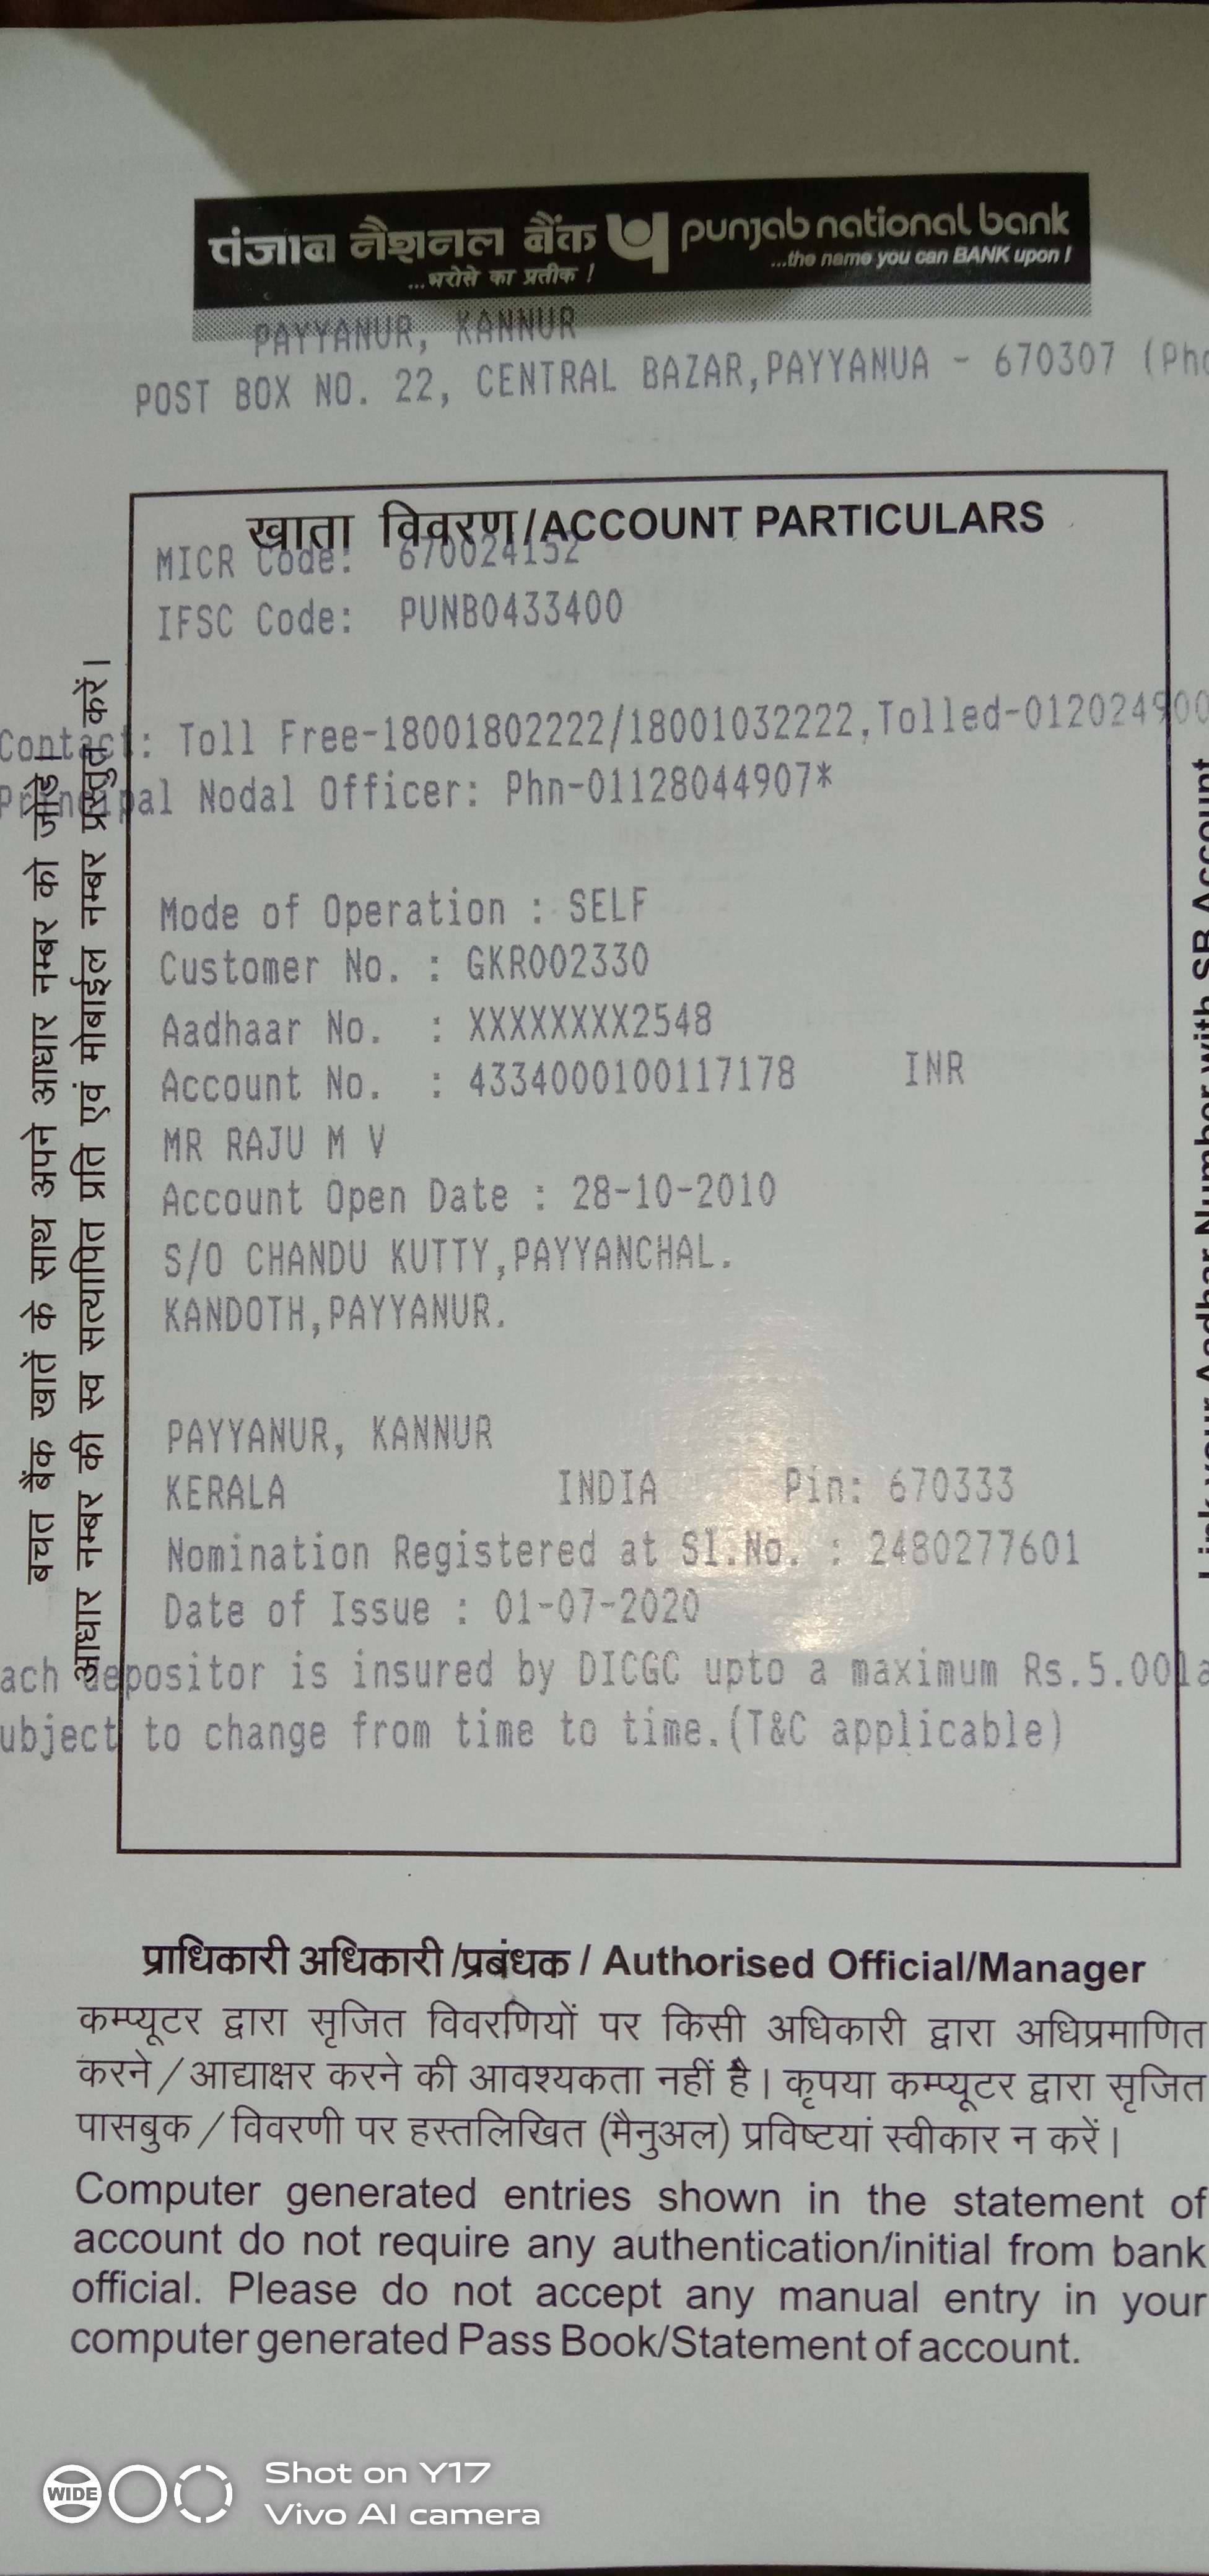 पंजाब नैशनल बैंक punjab national bank
...भरोसे का प्रतीक ! ...the name you can BANK upon !
PAYYANUR, KANNUR
POST BOX NO. 22, CENTRAL BAZAR,PAYYANUA - 670307 (Pho
खाता विवरण/ACCOUNT PARTICULARS
MICR Code: 670024152
IFSC Code: PUNB0433400
Contact: Toll Free-18001802222/18001032222,Tolled-012024900
Principal Nodal Officer: Phn-01128044907*
Mode of Operation : SELF
Customer No. : GKR002330
Aadhaar No. : XXXXXXXX2548
Account No. : 4334000100117178 INR
MR RAJU M V
Account Open Date : 28-10-2010
S/O CHANDU KUTTY,PAYYANCHAL.
KANDOTH,PAYYANUR.
PAYYANUR, KANNUR
KERALA INDIA Pin: 670333
Nomination Registered at Sl.No. : 2480277601
Date of Issue : 01-07-2020
ach depositor is insured by DICGC upto a maximum Rs.5.00la
ubject to change from time to time.(T&C applicable)
बचत बैंक खातें के साथ अपने आधार नम्बर को जोड़े।
आधार नम्बर की स्व सत्यापित प्रति एवं मोबाईल नम्बर प्रस्तुत करें।
Link your Aadhar Number with SB Account
प्राधिकारी अधिकारी/प्रबंधक / Authorised Official/Manager
कम्प्यूटर द्वारा सृजित विवरणियों पर किसी अधिकारी द्वारा अधिप्रमाणित
करने/आद्याक्षर करने की आवश्यकता नहीं है। कृपया कम्प्यूटर द्वारा सृजित
पासबुक/विवरणी पर हस्तलिखित (मैनुअल) प्रविष्टयां स्वीकार न करें।
Computer generated entries shown in the statement of
account do not require any authentication/initial from bank
official. Please do not accept any manual entry in your
computer generated Pass Book/Statement of account.
WIDE
Shot on Y17
Vivo AI camera